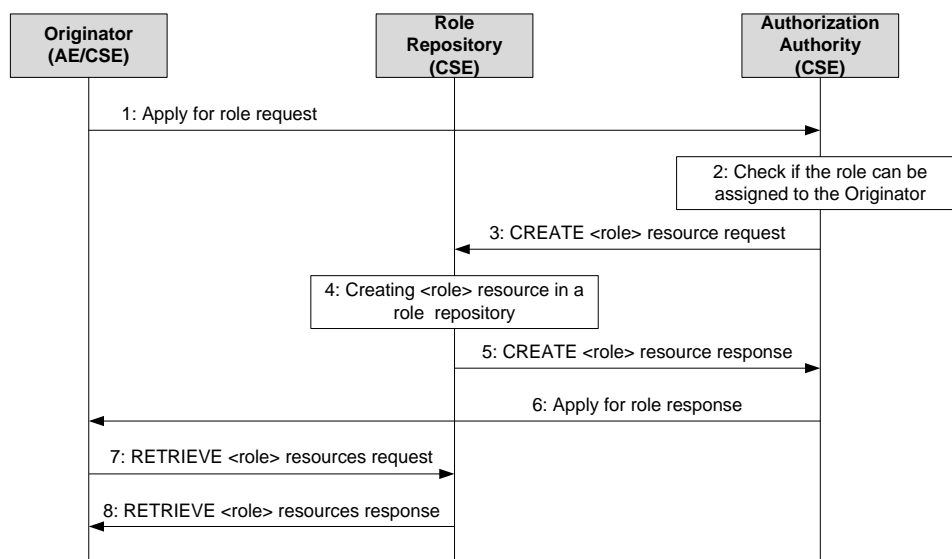 Originator
(AE/CSE)
Role
Repository
(CSE)
Authorization
Authority
(CSE)
1: Apply for role request
2: Check if the role can be
assigned to the Originator
3: CREATE <role> resource request
4: Creating <role> resource in a
role repository
5: CREATE <role> resource response
6: Apply for role response
7: RETRIEVE <role> resources request
8: RETRIEVE <role> resources response